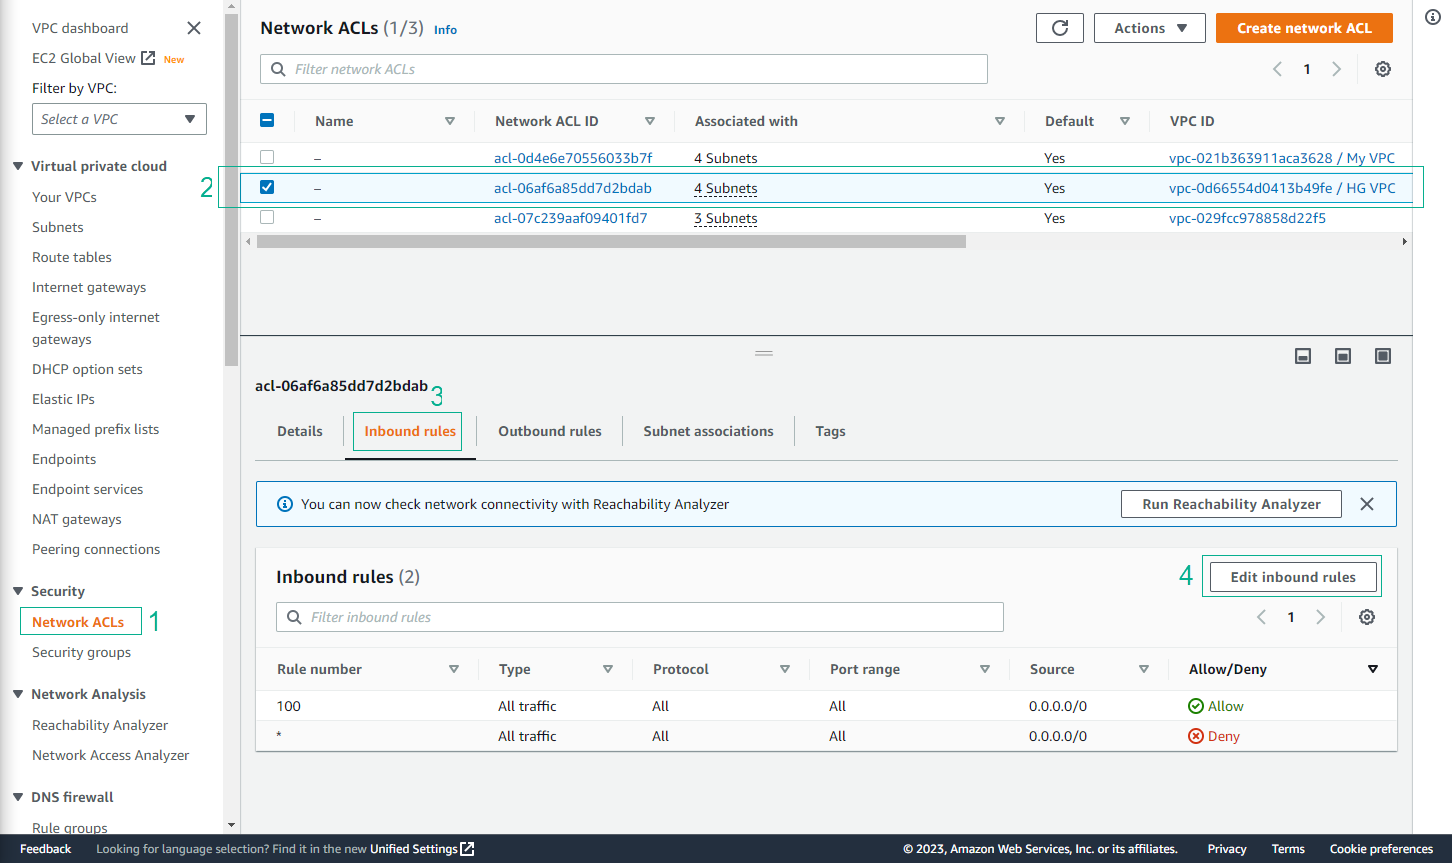 VPC dashboard
EC2 Global View New
Filter by VPC:
Select a VPC
Virtual private cloud
Your VPCs
Subnets
Route tables
Internet gateways
Egress-only internet
gateways
DHCP option sets
Elastic IPs
Managed prefix lists
Endpoints
Endpoint services
NAT gateways
Peering connections
Security
Network ACLs 1
Security groups
Network Analysis
Reachability Analyzer
Network Access Analyzer
DNS firewall
Rule groups
Network ACLs (1/3) Info
Actions
Create network ACL
Filter network ACLs
1
Name Network ACL ID Associated with Default VPC ID
– acl-0d4e6e70556033b7f 4 Subnets Yes vpc-021b363911aca3628 / My VPC
2 – acl-06af6a85dd7d2bdab 4 Subnets Yes vpc-0d66554d0413b49fe / HG VPC
– acl-07c239aaf09401fd7 3 Subnets Yes vpc-029fcc978858d22f5
acl-06af6a85dd7d2bdab
3
Details Inbound rules Outbound rules Subnet associations Tags
You can now check network connectivity with Reachability Analyzer Run Reachability Analyzer
Inbound rules (2)
4 Edit inbound rules
Filter inbound rules
1
Rule number Type Protocol Port range Source Allow/Deny
100 All traffic All All 0.0.0.0/0 Allow
* All traffic All All 0.0.0.0/0 Deny
Feedback Looking for language selection? Find it in the new Unified Settings © 2023, Amazon Web Services, Inc. or its affiliates. Privacy Terms Cookie preferences